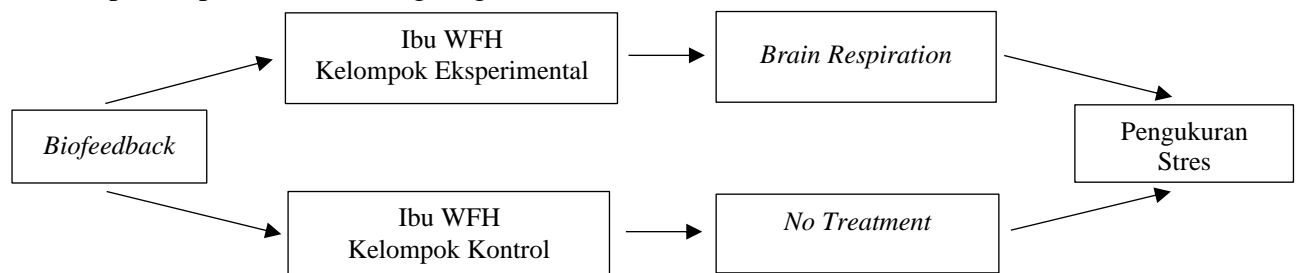 Ibu WFH
Kelompok Eksperimental
Brain Respiration
Biofeedback
Pengukuran
Stres
Ibu WFH
Kelompok Kontrol
No Treatment